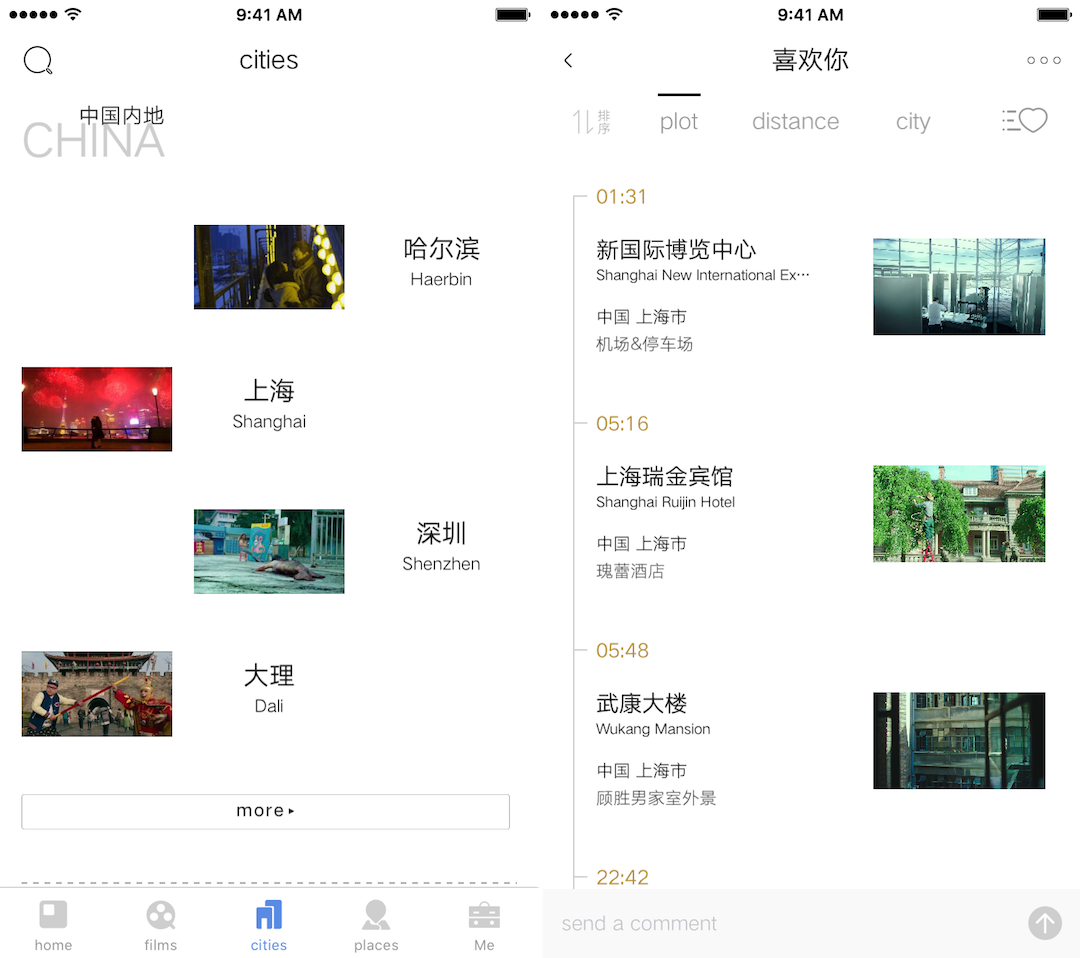 9:41 AM
cities
中国内地
CHINA
哈尔滨
Haerbin
上海
Shanghai
深圳
Shenzhen
大理
Dali
more
home
films
cities
places
Me
9:41 AM
喜欢你
排序
plot
distance
city
01:31
新国际博览中心
Shanghai New International Ex…
中国 上海市
机场&停车场
05:16
上海瑞金宾馆
Shanghai Ruijin Hotel
中国 上海市
瑰蕾酒店
05:48
武康大楼
Wukang Mansion
中国 上海市
顾胜男家室外景
22:42
send a comment